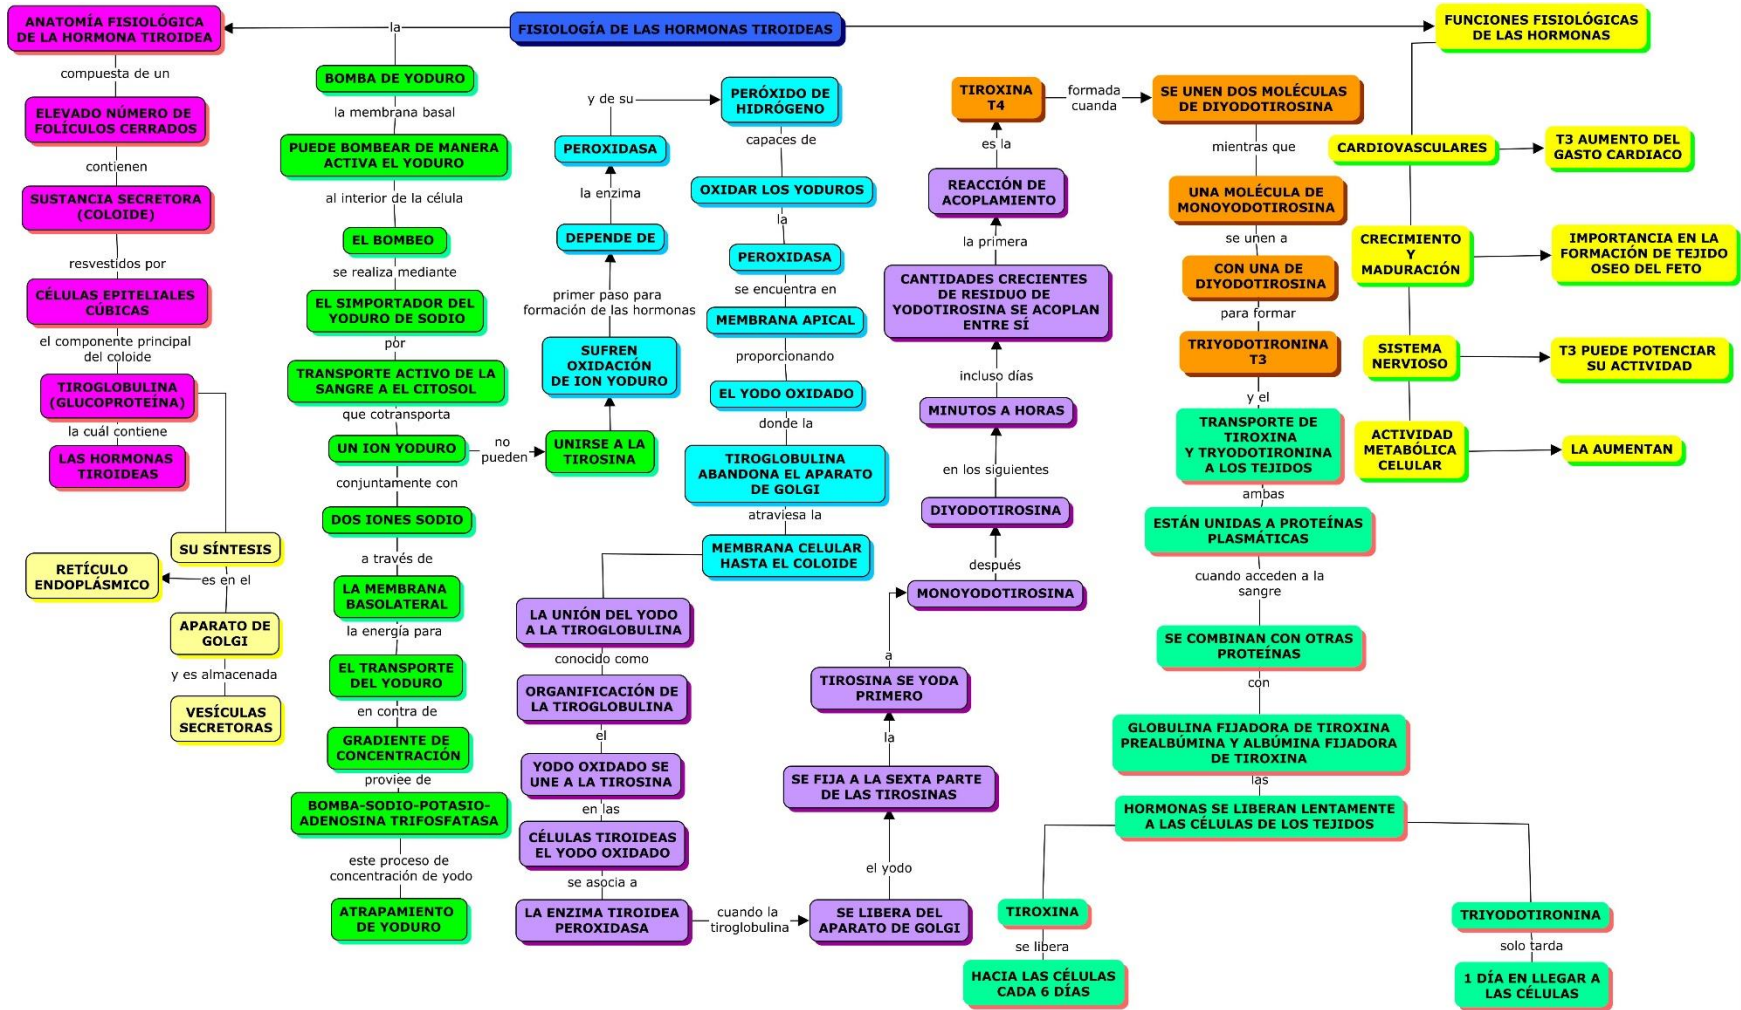 FISIOLOGÍA DE LAS HORMONAS TIROIDEAS
ANATOMÍA FISIOLÓGICA
DE LA HORMONA TIROIDEA
compuesta de un
ELEVADO NÚMERO DE
FOLÍCULOS CERRADOS
contienen
SUSTANCIA SECRETORA
(COLOIDE)
resvestidos por
CÉLULAS EPITELIALES
CÚBICAS
el componente principal
del coloide
TIROGLOBULINA
(GLUCOPROTEÍNA)
la cuál contiene
LAS HORMONAS
TIROIDEAS
SU SÍNTESIS
es en el
RETÍCULO
ENDOPLÁSMICO
APARATO DE
GOLGI
y es almacenada
VESÍCULAS
SECRETORAS
la
BOMBA DE YODURO
la membrana basal
PUEDE BOMBEAR DE MANERA
ACTIVA EL YODURO
al interior de la célula
EL BOMBEO
se realiza mediante
EL SIMPORTADOR DEL
YODURO DE SODIO
por
TRANSPORTE ACTIVO DE LA
SANGRE A EL CITOSOL
que cotransporta
UN ION YODURO
conjuntamente con
DOS IONES SODIO
a través de
LA MEMBRANA
BASOLATERAL
la energía para
EL TRANSPORTE
DEL YODURO
en contra de
GRADIENTE DE
CONCENTRACIÓN
proviee de
BOMBA-SODIO-POTASIO-
ADENOSINA TRIFOSFATASA
este proceso de
concentración de yodo
ATRAPAMIENTO
DE YODURO
no
pueden
UNIRSE A LA
TIROSINA
SUFREN
OXIDACIÓN
DE ION YODURO
primer paso para
formación de las hormonas
DEPENDE DE
la enzima
PEROXIDASA
y de su
PERÓXIDO DE
HIDRÓGENO
capaces de
OXIDAR LOS YODUROS
la
PEROXIDASA
se encuentra en
MEMBRANA APICAL
proporcionando
EL YODO OXIDADO
donde la
TIROGLOBULINA
ABANDONA EL APARATO
DE GOLGI
atraviesa la
MEMBRANA CELULAR
HASTA EL COLOIDE
LA UNIÓN DEL YODO
A LA TIROGLOBULINA
conocido como
ORGANIFICACIÓN DE
LA TIROGLOBULINA
el
YODO OXIDADO SE
UNE A LA TIROSINA
en las
CÉLULAS TIROIDEAS
EL YODO OXIDADO
se asocia a
LA ENZIMA TIROIDEA
PEROXIDASA
cuando la
tiroglobulina
SE LIBERA DEL
APARATO DE GOLGI
el yodo
SE FIJA A LA SEXTA PARTE
DE LAS TIROSINAS
la
TIROSINA SE YODA
PRIMERO
a
MONOYODOTIROSINA
después
DIYODOTIROSINA
en los siguientes
MINUTOS A HORAS
incluso días
CANTIDADES CRECIENTES
DE RESIDUO DE
YODOTIROSINA SE ACOPLAN
ENTRE SÍ
la primera
REACCIÓN DE
ACOPLAMIENTO
es la
TIROXINA
T4
formada
cuanda
SE UNEN DOS MOLÉCULAS
DE DIYODOTIROSINA
mientras que
UNA MOLÉCULA DE
MONOYODOTIROSINA
se unen a
CON UNA DE
DIYODOTIROSINA
para formar
TRIYODOTIRONINA
T3
y el
TRANSPORTE DE
TIROXINA
Y TRYODOTIRONINA
A LOS TEJIDOS
ambas
ESTÁN UNIDAS A PROTEÍNAS
PLASMÁTICAS
cuando acceden a la
sangre
SE COMBINAN CON OTRAS
PROTEÍNAS
con
GLOBULINA FIJADORA DE TIROXINA
PREALBÚMINA Y ALBÚMINA FIJADORA
DE TIROXINA
las
HORMONAS SE LIBERAN LENTAMENTE
A LAS CÉLULAS DE LOS TEJIDOS
TIROXINA
se libera
HACIA LAS CÉLULAS
CADA 6 DÍAS
TRIYODOTIRONINA
solo tarda
1 DÍA EN LLEGAR A
LAS CÉLULAS
FUNCIONES FISIOLÓGICAS
DE LAS HORMONAS
CARDIOVASCULARES
T3 AUMENTO DEL
GASTO CARDIACO
CRECIMIENTO
Y
MADURACIÓN
IMPORTANCIA EN LA
FORMACIÓN DE TEJIDO
OSEO DEL FETO
SISTEMA
NERVIOSO
T3 PUEDE POTENCIAR
SU ACTIVIDAD
ACTIVIDAD
METABÓLICA
CELULAR
LA AUMENTAN